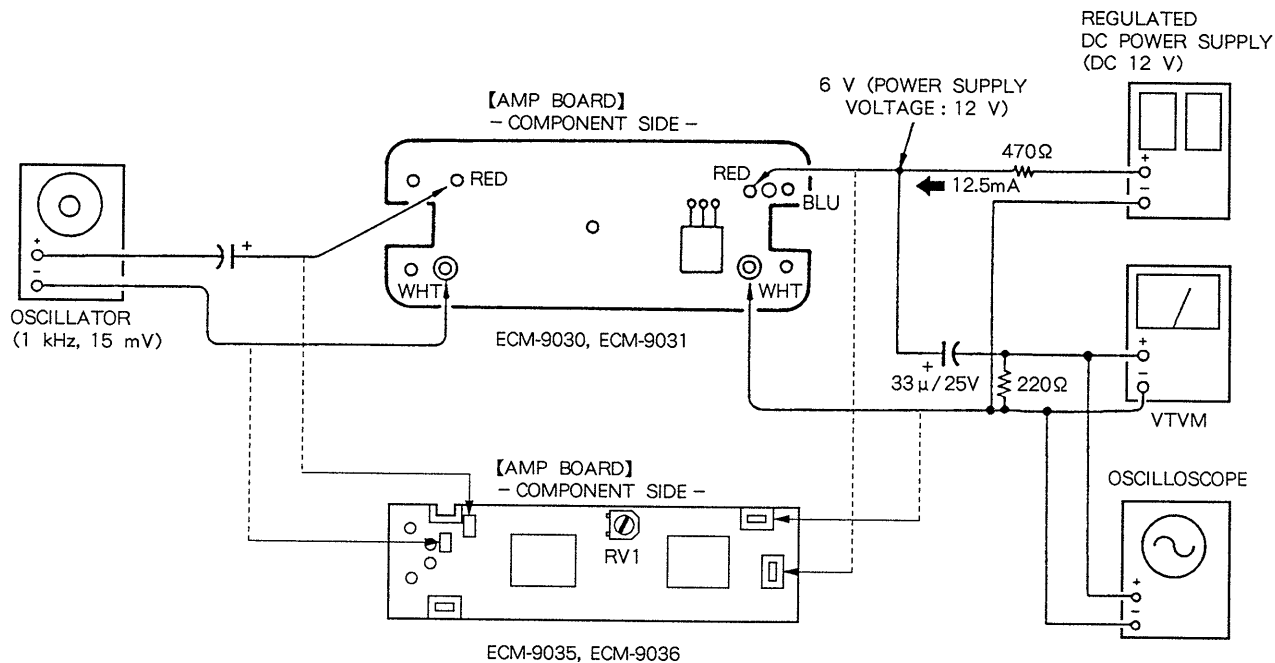 REGULATED
DC POWER SUPPLY
(DC 12 V)
6 V (POWER SUPPLY
VOLTAGE : 12 V)
【AMP BOARD】
– COMPONENT SIDE –
470Ω
+
−
12.5mA
RED
RED
BLU
+
−
+
WHT
WHT
OSCILLATOR
(1 kHz, 15 mV)
ECM-9030, ECM-9031
+
33μ/25V
220Ω
+
−
VTVM
【AMP BOARD】
– COMPONENT SIDE –
RV1
OSCILLOSCOPE
+
−
ECM-9035, ECM-9036